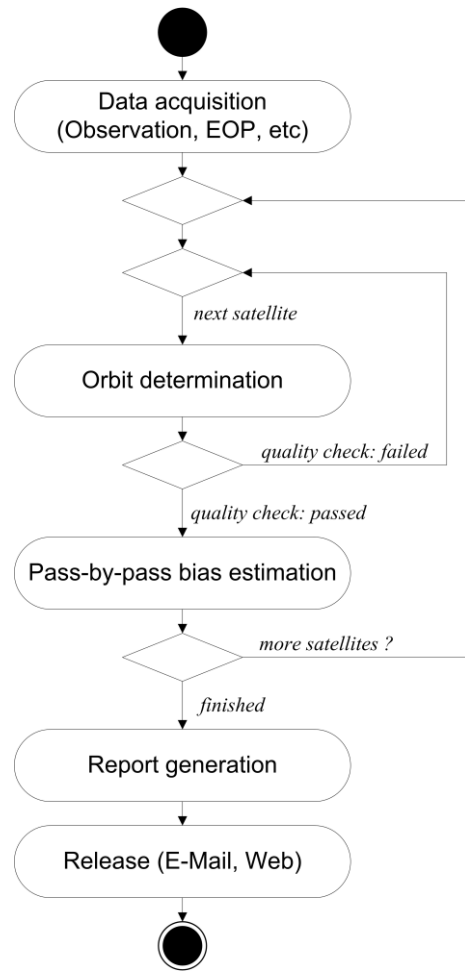 Data acquisition
(Observation, EOP, etc)
next satellite
Orbit determination
quality check: failed
quality check: passed
Pass-by-pass bias estimation
more satellites ?
finished
Report generation
Release (E-Mail, Web)